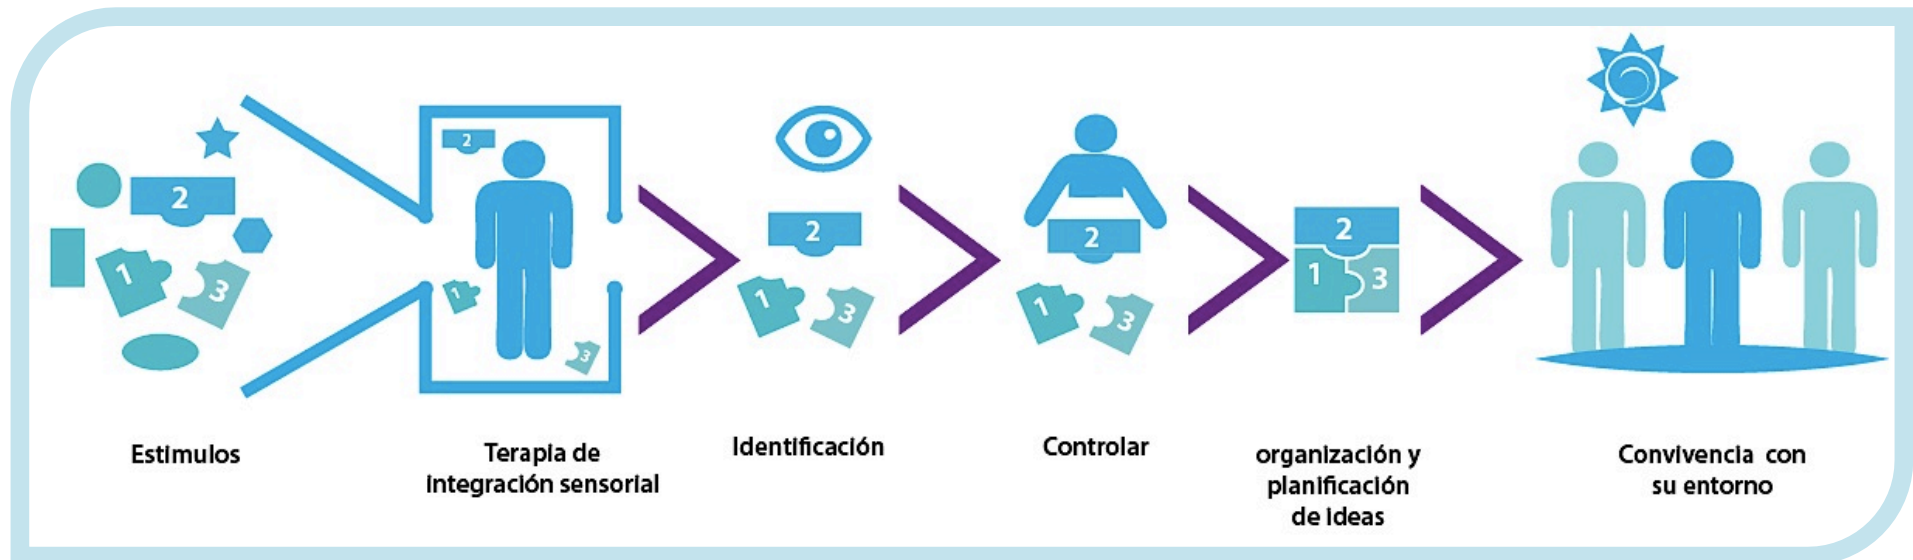 2
1
3
2
1
3
2
1
3
2
1
3
2
1
3
Estimulos
Terapia de
integración sensorial
Identificación
Controlar
organización y
planificación
de ideas
Convivencia con
su entorno